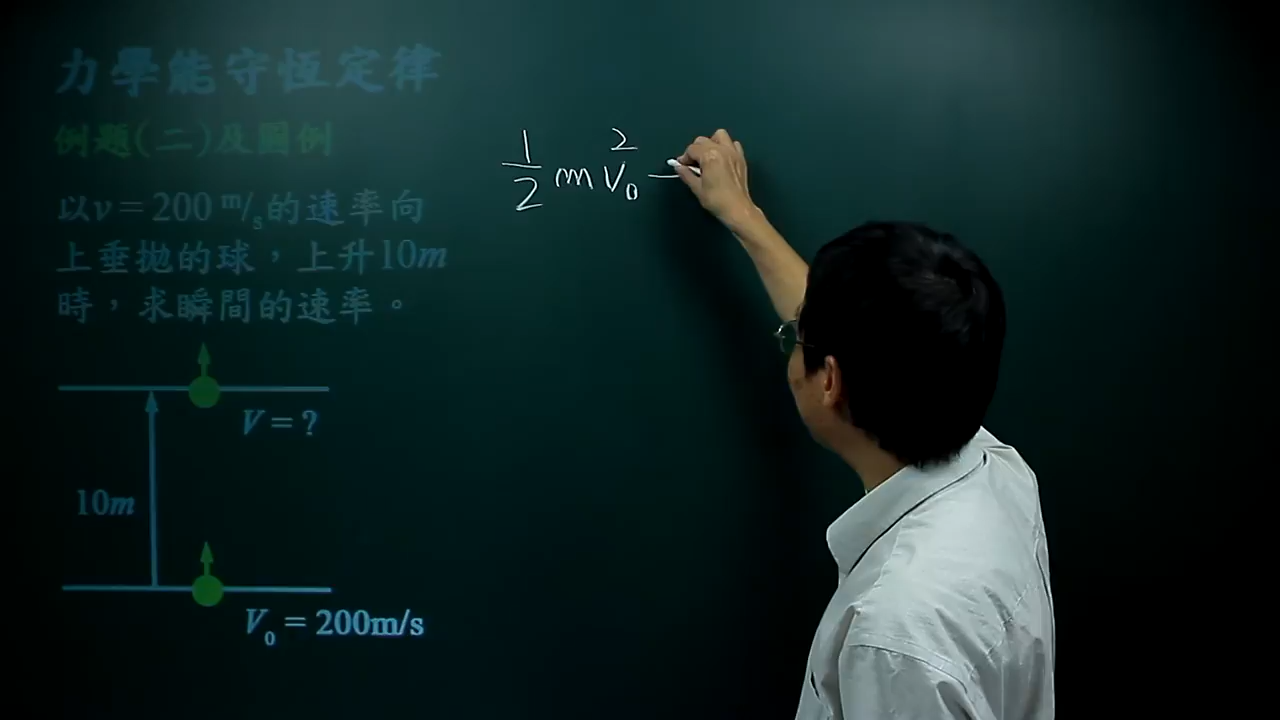 力學能守恆定律
例題(二)及圖例
以v = 200 m/s的速率向
上垂拋的球，上升10m
時，求瞬間的速率。
V = ?
10m
V₀ = 200m/s
½ m V₀²